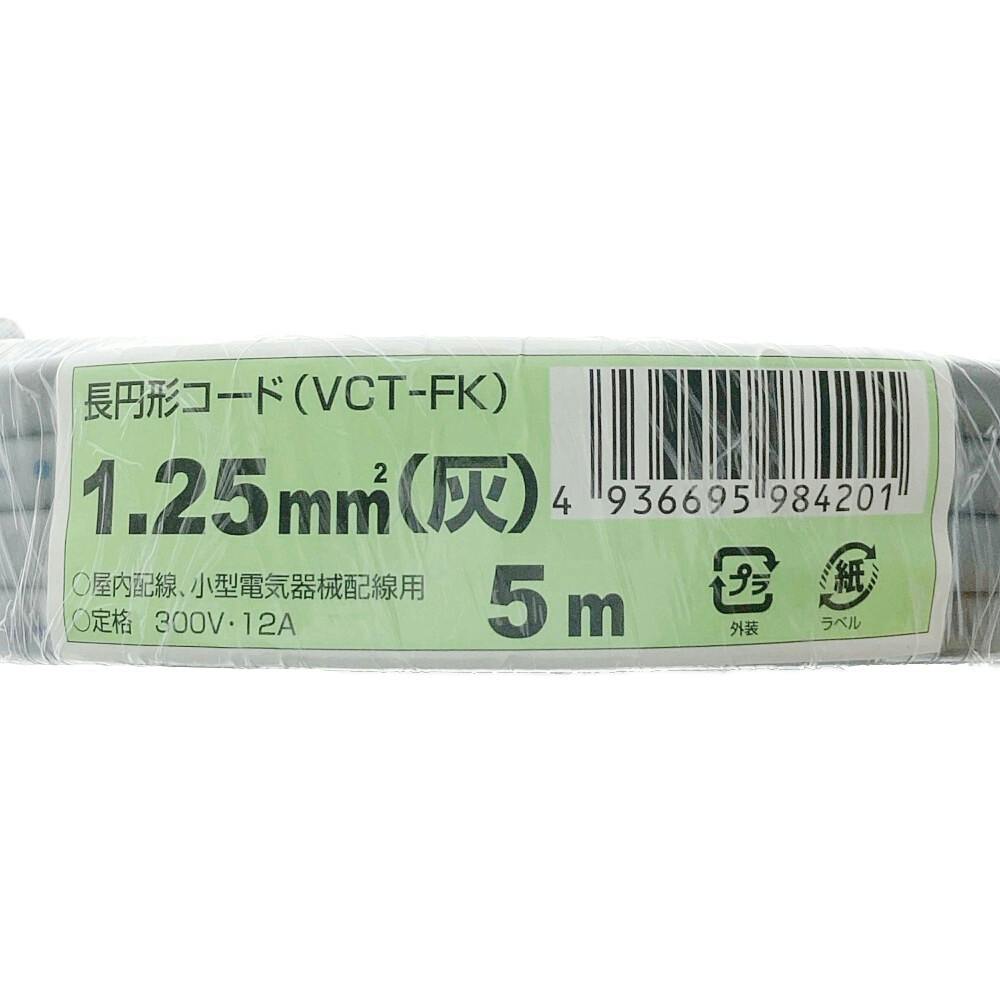 長円形コード(VCT-FK)
1.25mm²(灰)
4 936695 984201
○屋内配線、小型電気器械配線用
○定格 300V・12A
5m
プラ
外装
紙
ラベル